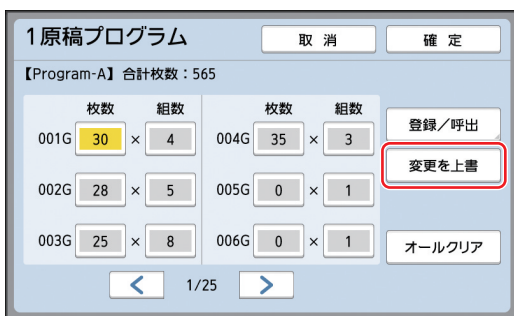 1原稿プログラム 取 消 確 定
【Program-A】合計枚数：565
枚数 組数 枚数 組数
001G 30 × 4 004G 35 × 3 登録／呼出
002G 28 × 5 005G 0 × 1 変更を上書
003G 25 × 8 006G 0 × 1 オールクリア
< 1/25 >